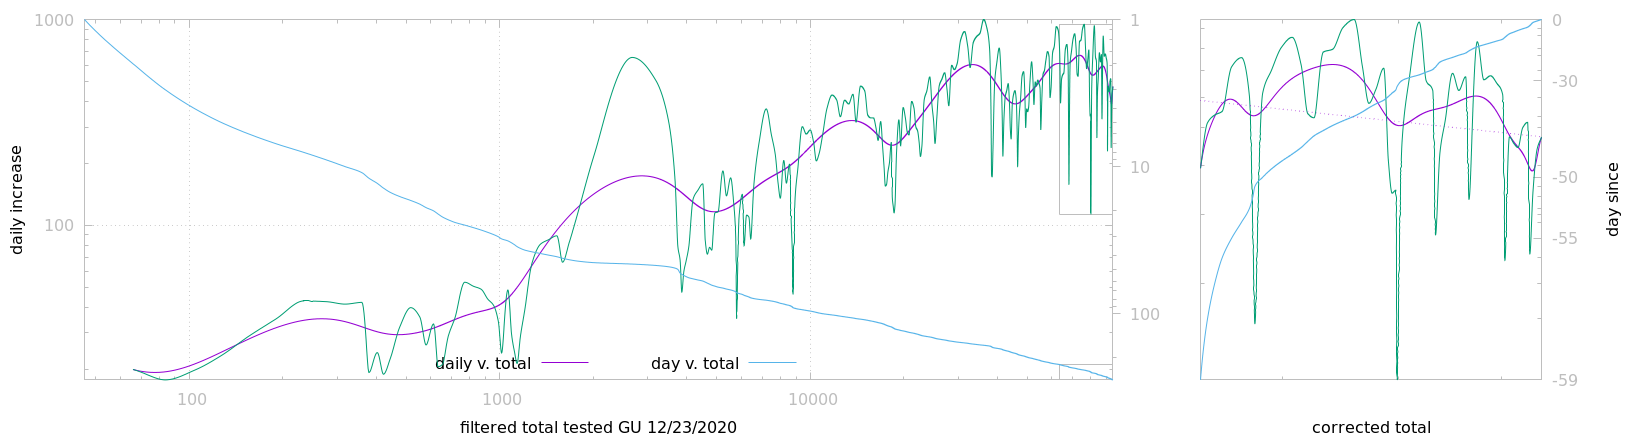 1000
100
daily increase
100
1000
10000
filtered total tested GU 12/23/2020
daily v. total
day v. total
1
10
100
0
-30
-50
-55
-59
day since
corrected total